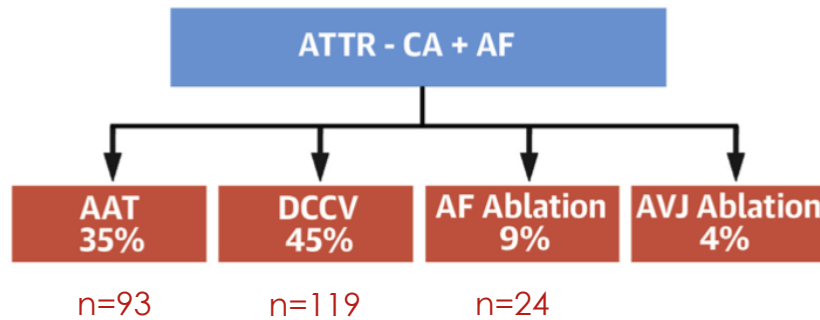 ATTR - CA + AF
AAT
35%
DCCV
45%
AF Ablation
9%
AVJ Ablation
4%
n=93
n=119
n=24